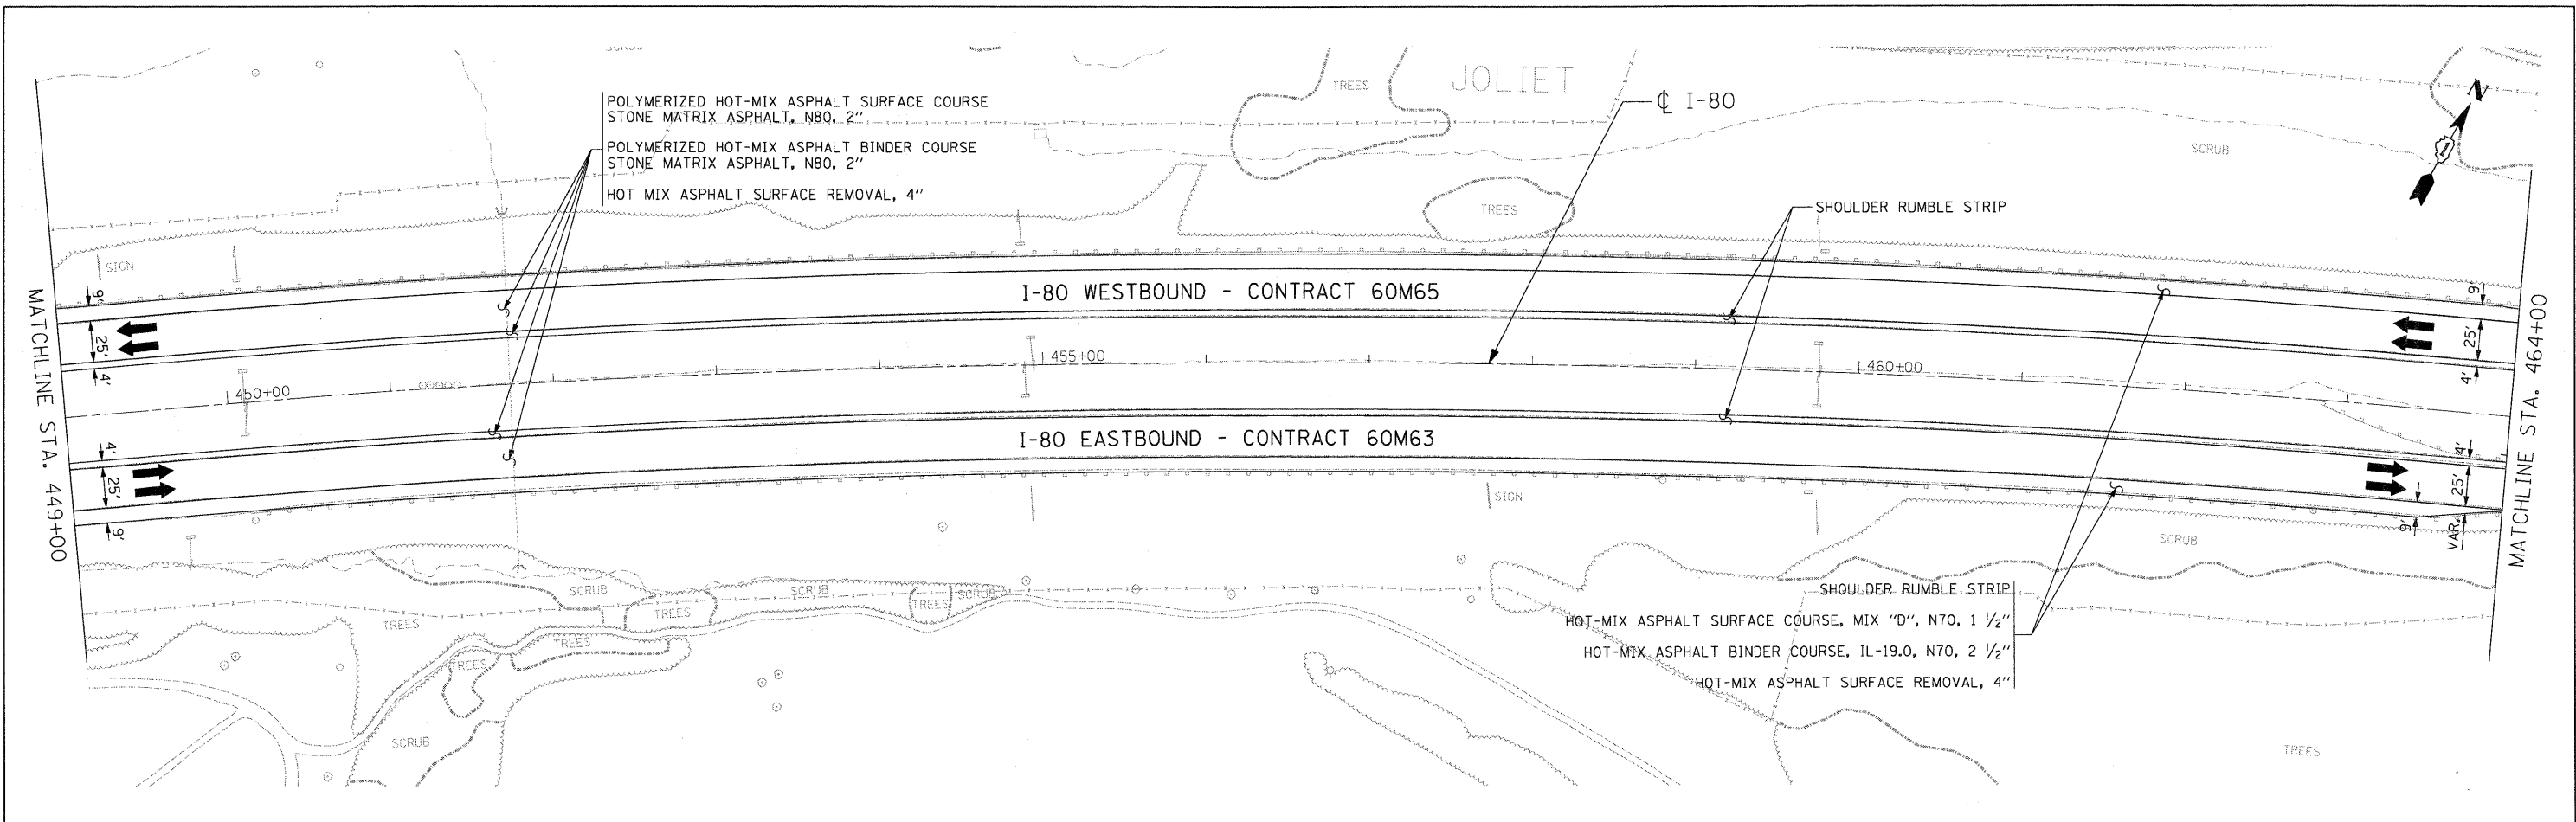 JOLIET
TREES
POLYMERIZED HOT-MIX ASPHALT SURFACE COURSE
STONE MATRIX ASPHALT, N80, 2"
POLYMERIZED HOT-MIX ASPHALT BINDER COURSE
STONE MATRIX ASPHALT, N80, 2"
HOT MIX ASPHALT SURFACE REMOVAL, 4"
℄ I-80
N
SCRUB
TREES
SHOULDER RUMBLE STRIP
SIGN
I-80 WESTBOUND - CONTRACT 60M65
9'
25'
4'
9'
25'
4'
MATCHLINE STA. 449+00
450+00
455+00
460+00
MATCHLINE STA. 464+00
I-80 EASTBOUND - CONTRACT 60M63
4'
25'
9'
4'
25'
9'
VAR.
SIGN
SCRUB
SCRUB
TREES
SCRUB
TREES
SCRUB
TREES
TREES
TREES
SCRUB
SHOULDER RUMBLE STRIP
HOT-MIX ASPHALT SURFACE COURSE, MIX "D", N70, 1 1/2"
HOT-MIX ASPHALT BINDER COURSE, IL-19.0, N70, 2 1/2"
HOT-MIX ASPHALT SURFACE REMOVAL, 4"
TREES